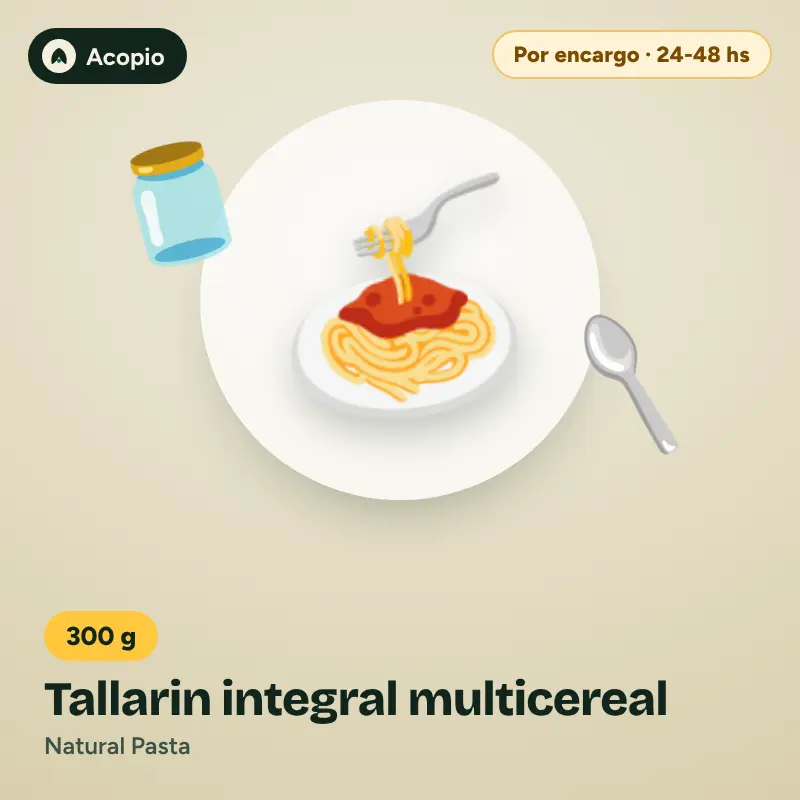 Acopio
Por encargo · 24-48 hs
300 g
Tallarin integral multicereal
Natural Pasta